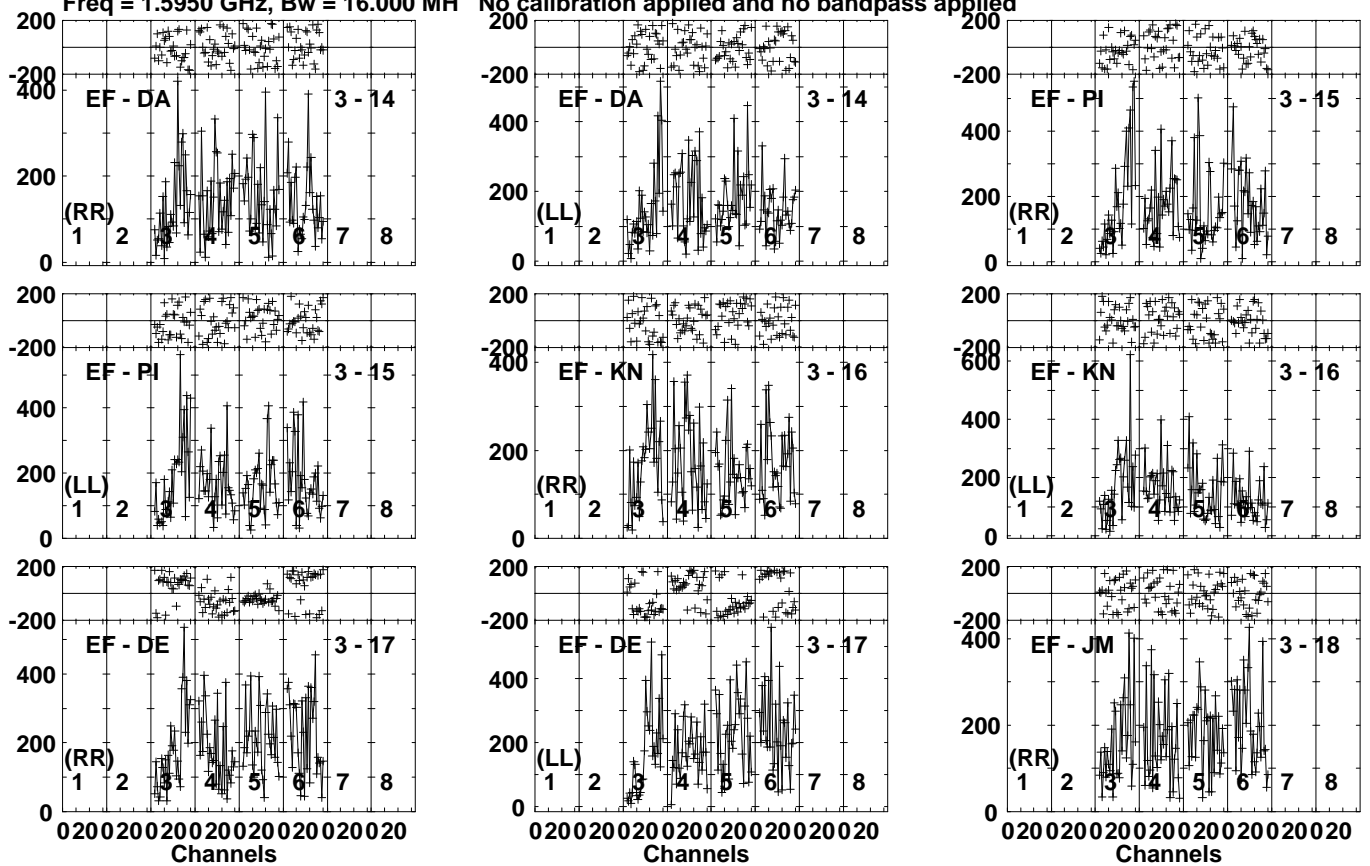 Freq = 1.5950 GHz, Bw = 16.000 MH No calibration applied and no bandpass applied
200
-200
400
200
0
EF - DA 3 - 14
(RR)
1 2 3 4 5 6 7 8
200
-200
400
200
0
EF - DA 3 - 14
(LL)
1 2 3 4 5 6 7 8
200
-200
400
200
0
EF - PI 3 - 15
(RR)
1 2 3 4 5 6 7 8
200
-200
400
200
0
EF - PI 3 - 15
(LL)
1 2 3 4 5 6 7 8
200
-200
400
200
0
EF - KN 3 - 16
(RR)
1 2 3 4 5 6 7 8
200
-200
600
400
200
0
EF - KN 3 - 16
(LL)
1 2 3 4 5 6 7 8
200
-200
400
200
0
EF - DE 3 - 17
(RR)
1 2 3 4 5 6 7 8
0 20 0 20 0 20 0 20 0 20 0 20 0 20 0 20
Channels
200
-200
400
200
0
EF - DE 3 - 17
(LL)
1 2 3 4 5 6 7 8
0 20 0 20 0 20 0 20 0 20 0 20 0 20 0 20
Channels
200
-200
400
200
0
EF - JM 3 - 18
(RR)
1 2 3 4 5 6 7 8
0 20 0 20 0 20 0 20 0 20 0 20 0 20 0 20
Channels